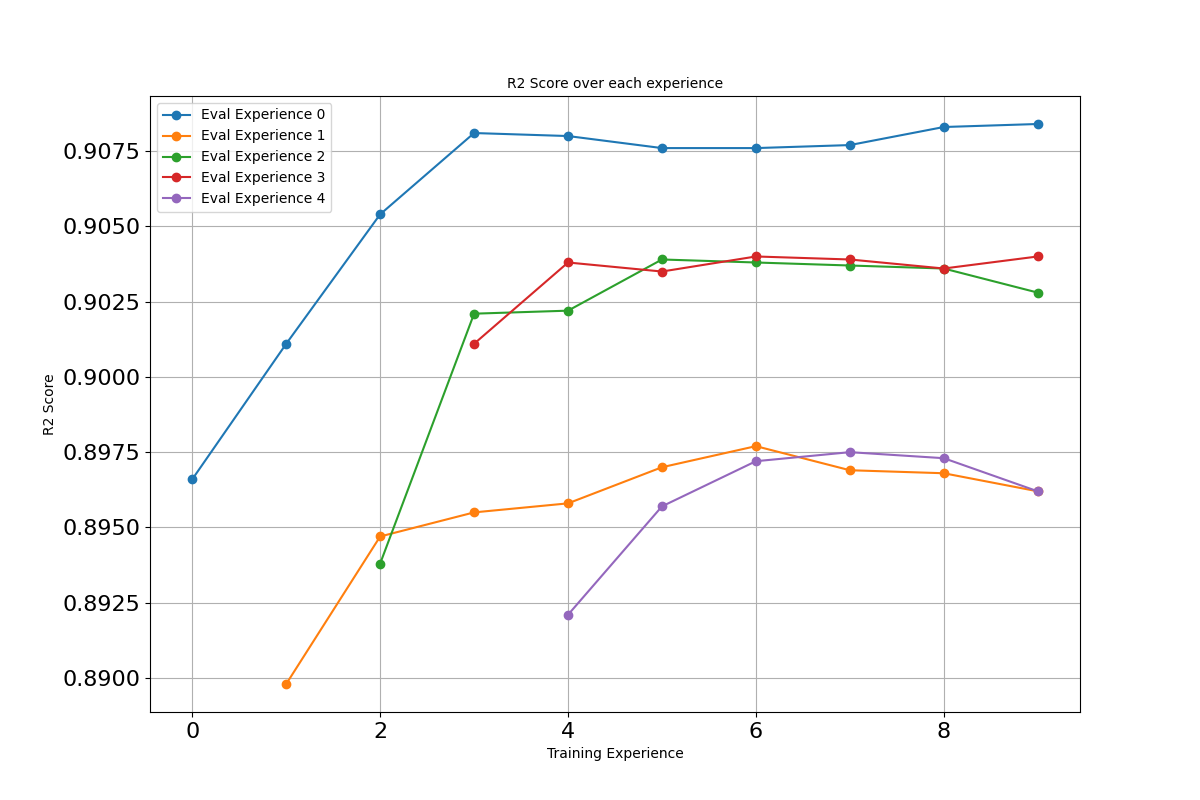 R2 Score over each experience
Eval Experience 0
Eval Experience 1
Eval Experience 2
Eval Experience 3
Eval Experience 4
0.9075
0.9050
0.9025
0.9000
0.8975
0.8950
0.8925
0.8900
R2 Score
0 2 4 6 8
Training Experience